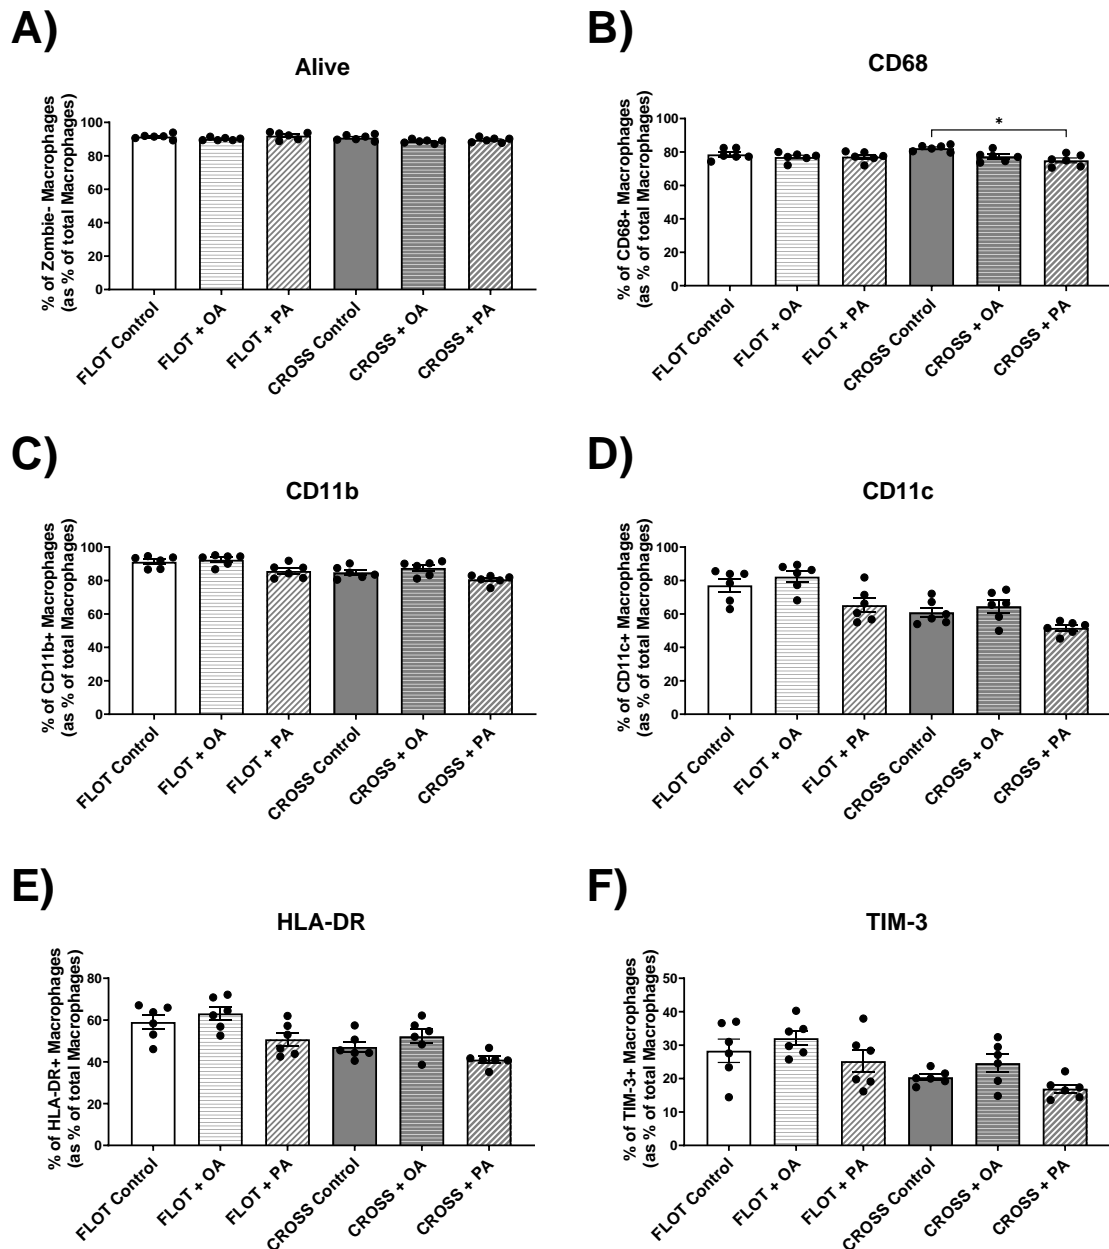 A)
Alive
% of Zombie- Macrophages
(as % of total Macrophages)
100
80
60
40
20
0
FLOT Control
FLOT + OA
FLOT + PA
CROSS Control
CROSS + OA
CROSS + PA
B)
CD68
% of CD68+ Macrophages
(as % of total Macrophages)
100
80
60
40
20
0
*
FLOT Control
FLOT + OA
FLOT + PA
CROSS Control
CROSS + OA
CROSS + PA
C)
CD11b
% of CD11b+ Macrophages
(as % of total Macrophages)
100
80
60
40
20
0
FLOT Control
FLOT + OA
FLOT + PA
CROSS Control
CROSS + OA
CROSS + PA
D)
CD11c
% of CD11c+ Macrophages
(as % of total Macrophages)
100
80
60
40
20
0
FLOT Control
FLOT + OA
FLOT + PA
CROSS Control
CROSS + OA
CROSS + PA
E)
HLA-DR
% of HLA-DR+ Macrophages
(as % of total Macrophages)
80
60
40
20
0
FLOT Control
FLOT + OA
FLOT + PA
CROSS Control
CROSS + OA
CROSS + PA
F)
TIM-3
% of TIM-3+ Macrophages
(as % of total Macrophages)
50
40
30
20
10
0
FLOT Control
FLOT + OA
FLOT + PA
CROSS Control
CROSS + OA
CROSS + PA